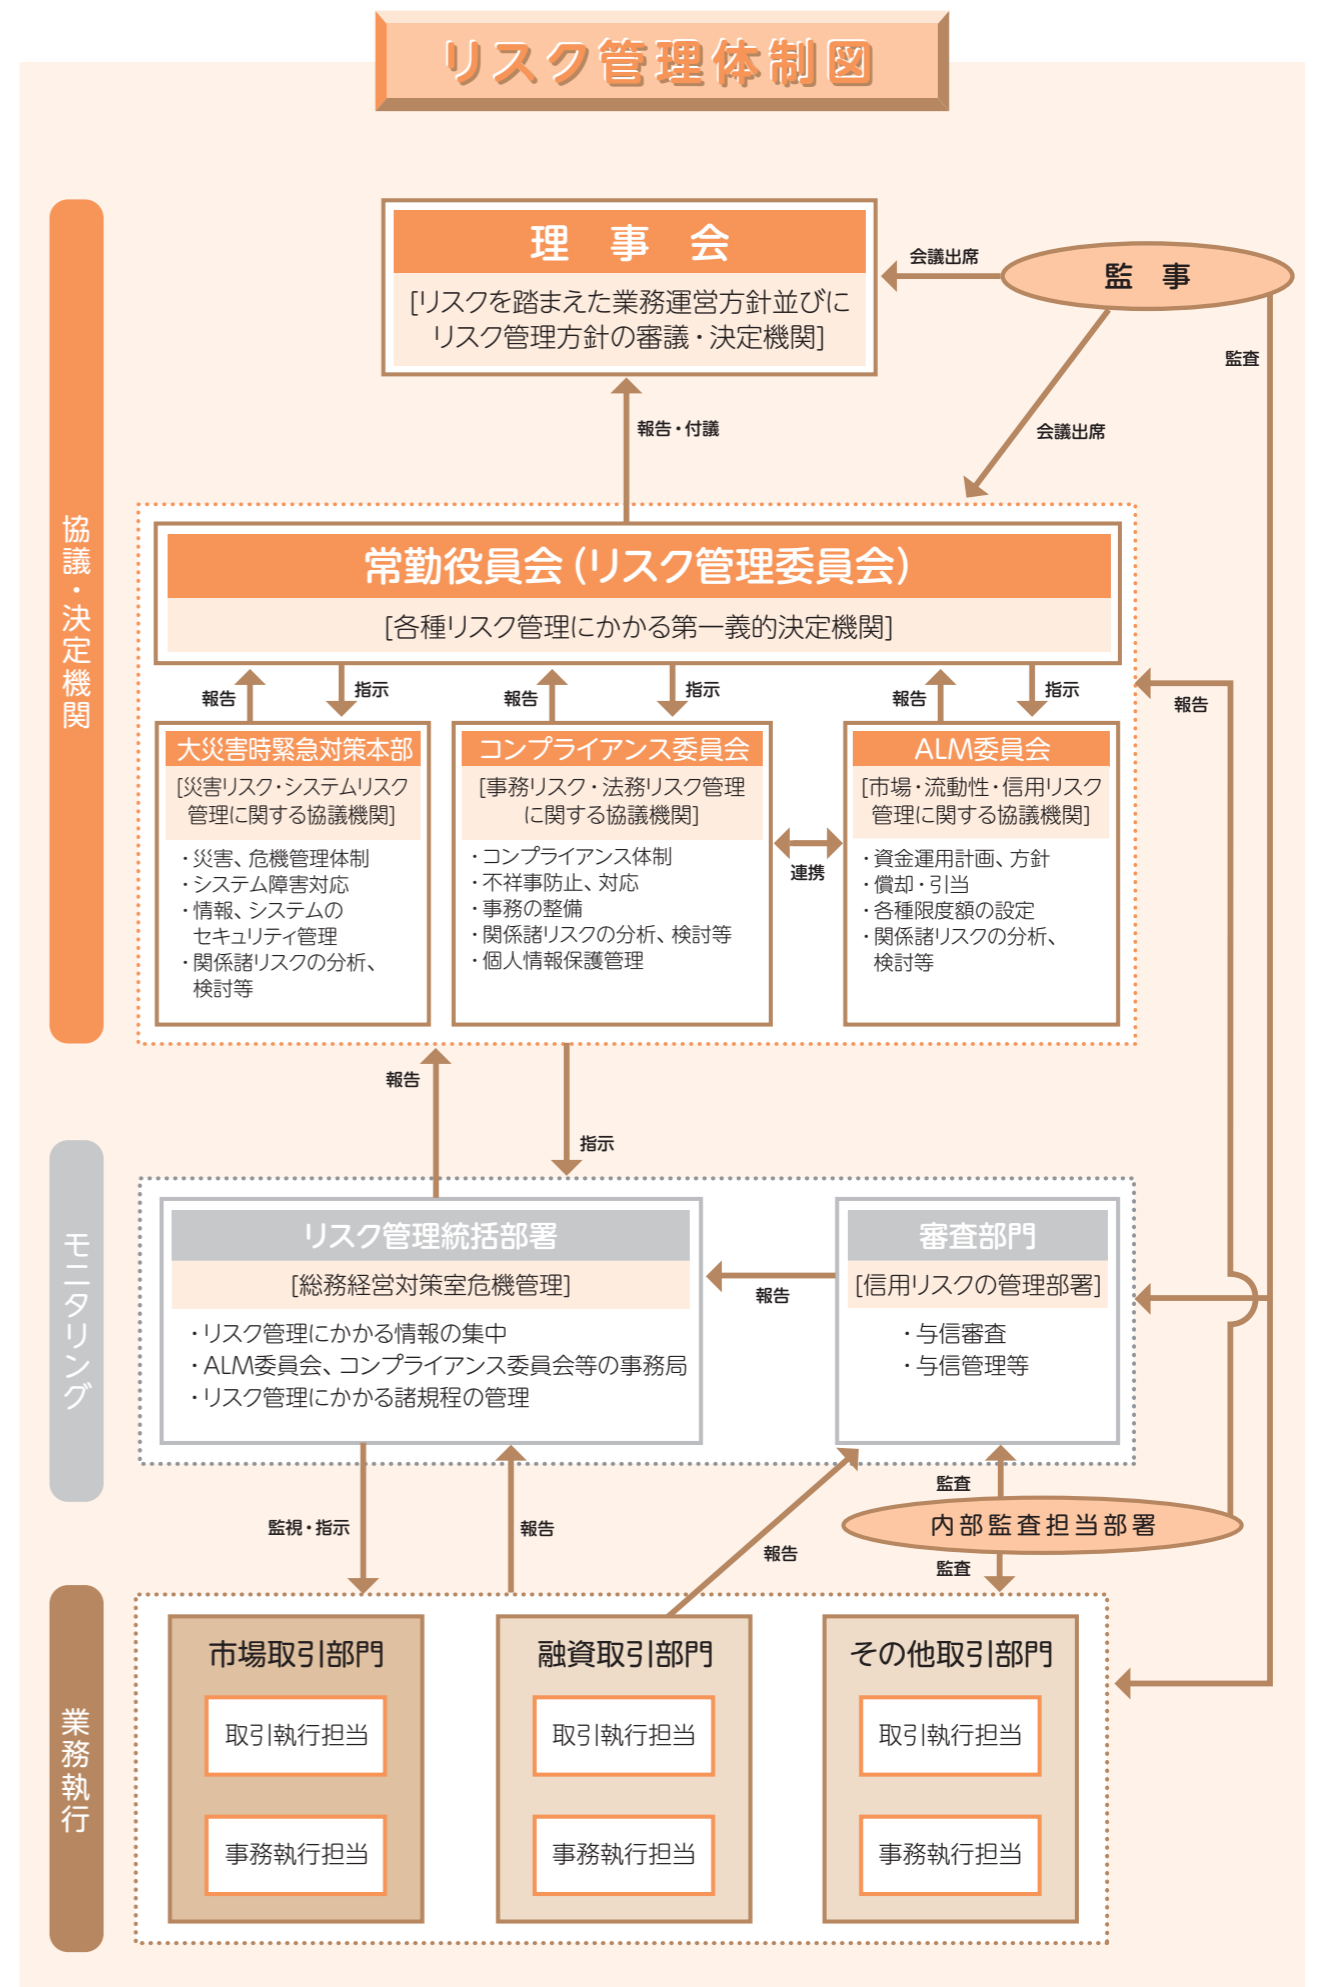 リスク管理体制図
協議・決定機関
理 事 会
[リスクを踏まえた業務運営方針並びに
リスク管理方針の審議・決定機関]
会議出席
監 事
監査
会議出席
報告・付議
常勤役員会(リスク管理委員会)
[各種リスク管理にかかる第一義的決定機関]
報告
指示
報告
指示
報告
指示
報告
大災害時緊急対策本部
[災害リスク・システムリスク
管理に関する協議機関]
・災害、危機管理体制
・システム障害対応
・情報、システムの
セキュリティ管理
・関係諸リスクの分析、
検討等
コンプライアンス委員会
[事務リスク・法務リスク管理
に関する協議機関]
・コンプライアンス体制
・不祥事防止、対応
・事務の整備
・関係諸リスクの分析、検討等
・個人情報保護管理
連携
ALM委員会
[市場・流動性・信用リスク
管理に関する協議機関]
・資金運用計画、方針
・償却・引当
・各種限度額の設定
・関係諸リスクの分析、
検討等
報告
指示
モニタリング
リスク管理統括部署
[総務経営対策室危機管理]
・リスク管理にかかる情報の集中
・ALM委員会、コンプライアンス委員会等の事務局
・リスク管理にかかる諸規程の管理
報告
審査部門
[信用リスクの管理部署]
・与信審査
・与信管理等
監視・指示
報告
報告
監査
内部監査担当部署
監査
業務執行
市場取引部門
取引執行担当
事務執行担当
融資取引部門
取引執行担当
事務執行担当
その他取引部門
取引執行担当
事務執行担当